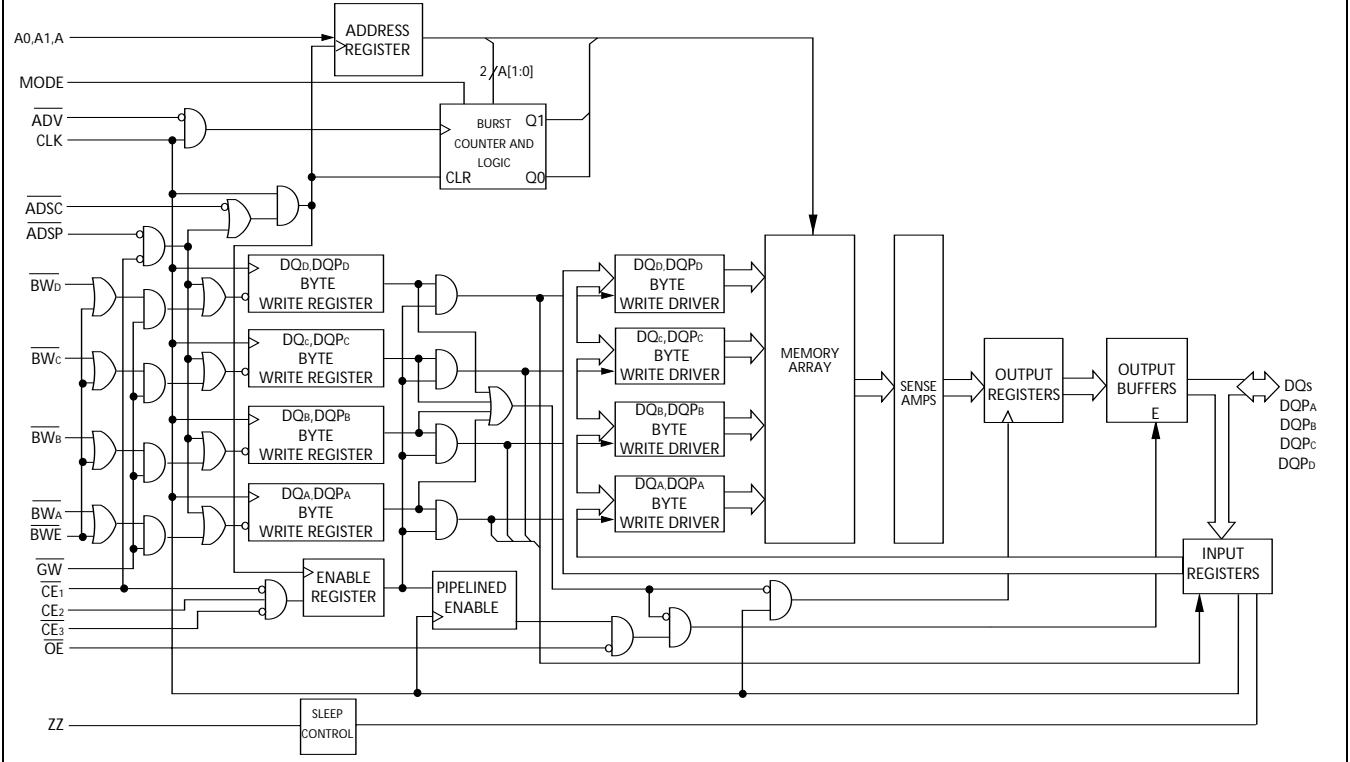 A0,A1,A
MODE
ADV
CLK
ADSC
ADSP
BWD
BWC
BWB
BWA
BWE
GW
CE1
CE2
CE3
OE
ZZ
ADDRESS
REGISTER
2 A[1:0]
BURST
COUNTER AND
LOGIC
Q1
CLR
Q0
DQD,DQPD
BYTE
WRITE REGISTER
DQC,DQPC
BYTE
WRITE REGISTER
DQB,DQPB
BYTE
WRITE REGISTER
DQA,DQPA
BYTE
WRITE REGISTER
ENABLE
REGISTER
PIPELINED
ENABLE
SLEEP
CONTROL
DQD,DQPD
BYTE
WRITE DRIVER
DQC,DQPC
BYTE
WRITE DRIVER
DQB,DQPB
BYTE
WRITE DRIVER
DQA,DQPA
BYTE
WRITE DRIVER
MEMORY
ARRAY
SENSE
AMPS
OUTPUT
REGISTERS
OUTPUT
BUFFERS
E
INPUT
REGISTERS
DQs
DQPA
DQPB
DQPC
DQPD